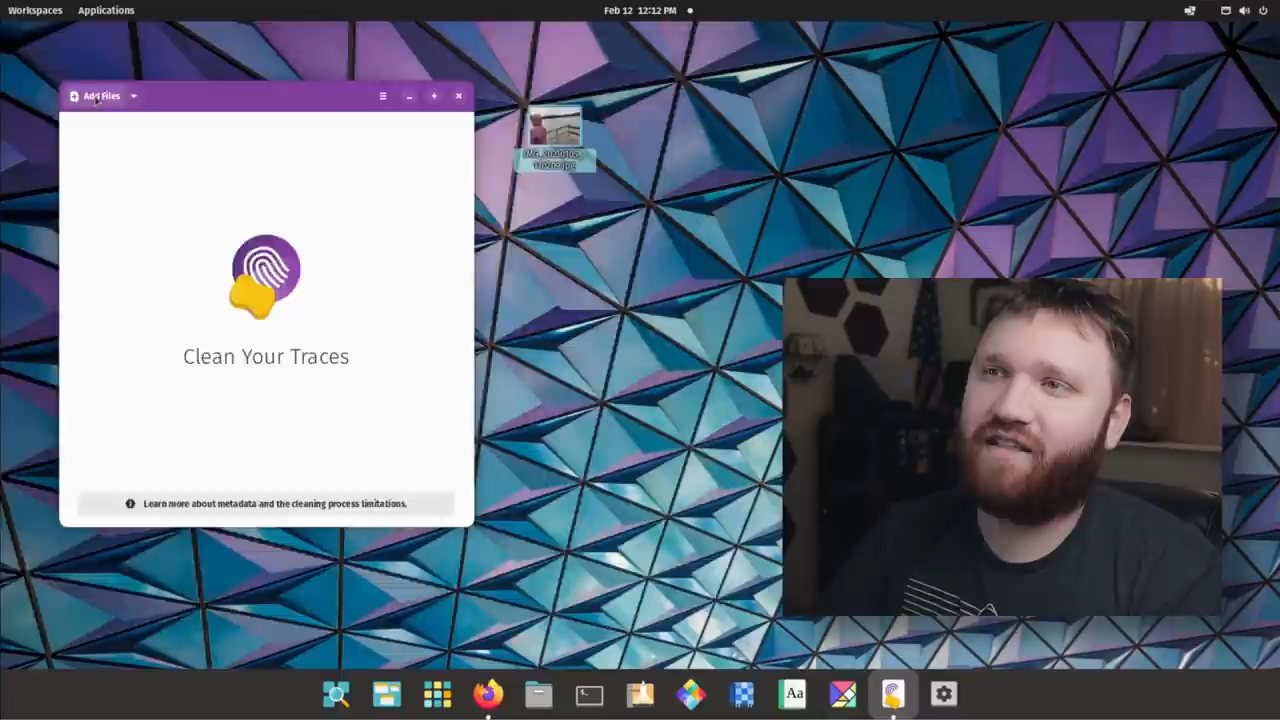 Workspaces Applications Feb 12 12:12 PM
Add Files
Clean Your Traces
Learn more about metadata and the cleaning process limitations.
Aa